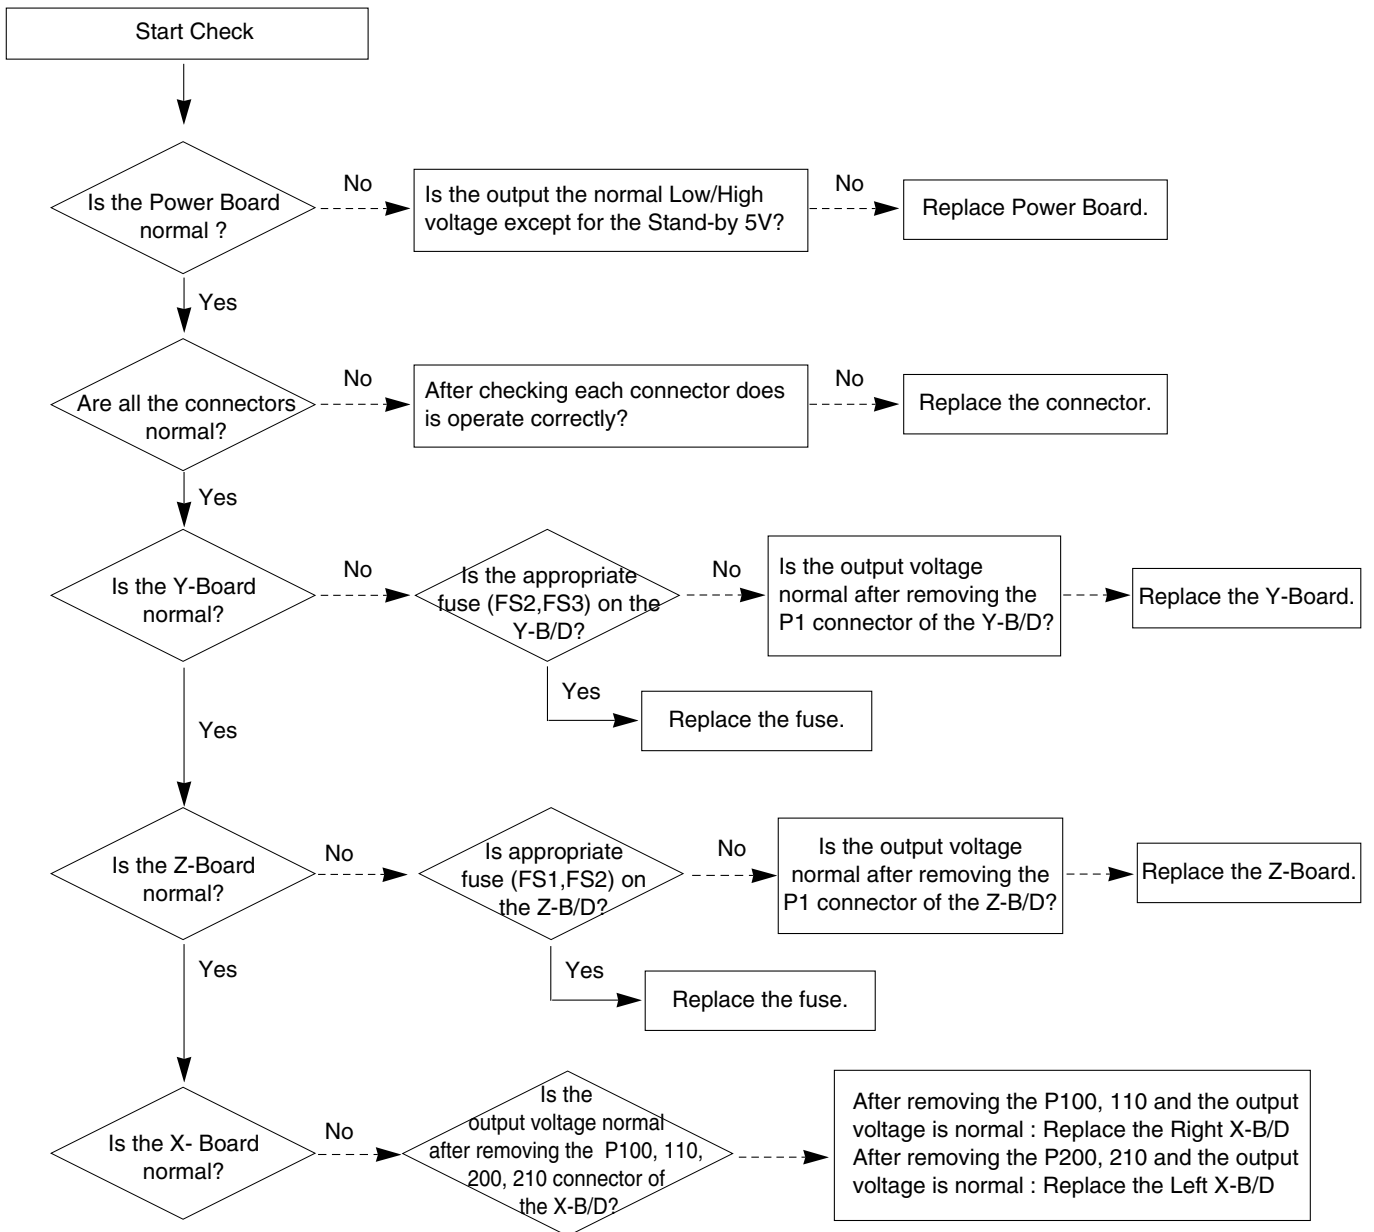 Start Check
Is the Power Board
normal ?
No
Is the output the normal Low/High
voltage except for the Stand-by 5V?
No
Replace Power Board.
Yes
Are all the connectors
normal?
No
After checking each connector does
is operate correctly?
No
Replace the connector.
Yes
Is the Y-Board
normal?
No
Is the appropriate
fuse (FS2,FS3) on the
Y-B/D?
No
Is the output voltage
normal after removing the
P1 connector of the Y-B/D?
Replace the Y-Board.
Yes
Replace the fuse.
Yes
Is the Z-Board
normal?
No
Is appropriate
fuse (FS1,FS2) on
the Z-B/D?
No
Is the output voltage
normal after removing the
P1 connector of the Z-B/D?
Replace the Z-Board.
Yes
Replace the fuse.
Yes
Is the X- Board
normal?
No
Is the
output voltage normal
after removing the P100, 110,
200, 210 connector of
the X-B/D?
After removing the P100, 110 and the output
voltage is normal : Replace the Right X-B/D
After removing the P200, 210 and the output
voltage is normal : Replace the Left X-B/D